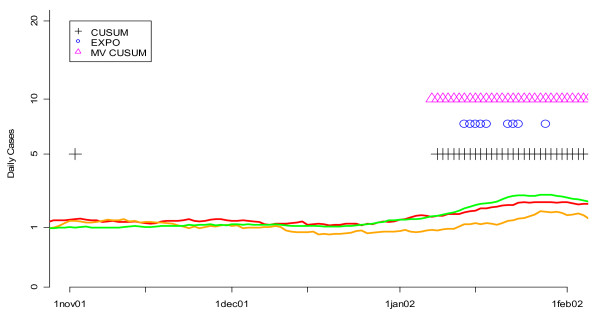 20
CUSUM
EXPO
MV CUSUM
10
Daily Cases
5
1
0
1nov01 1dec01 1jan02 1feb02